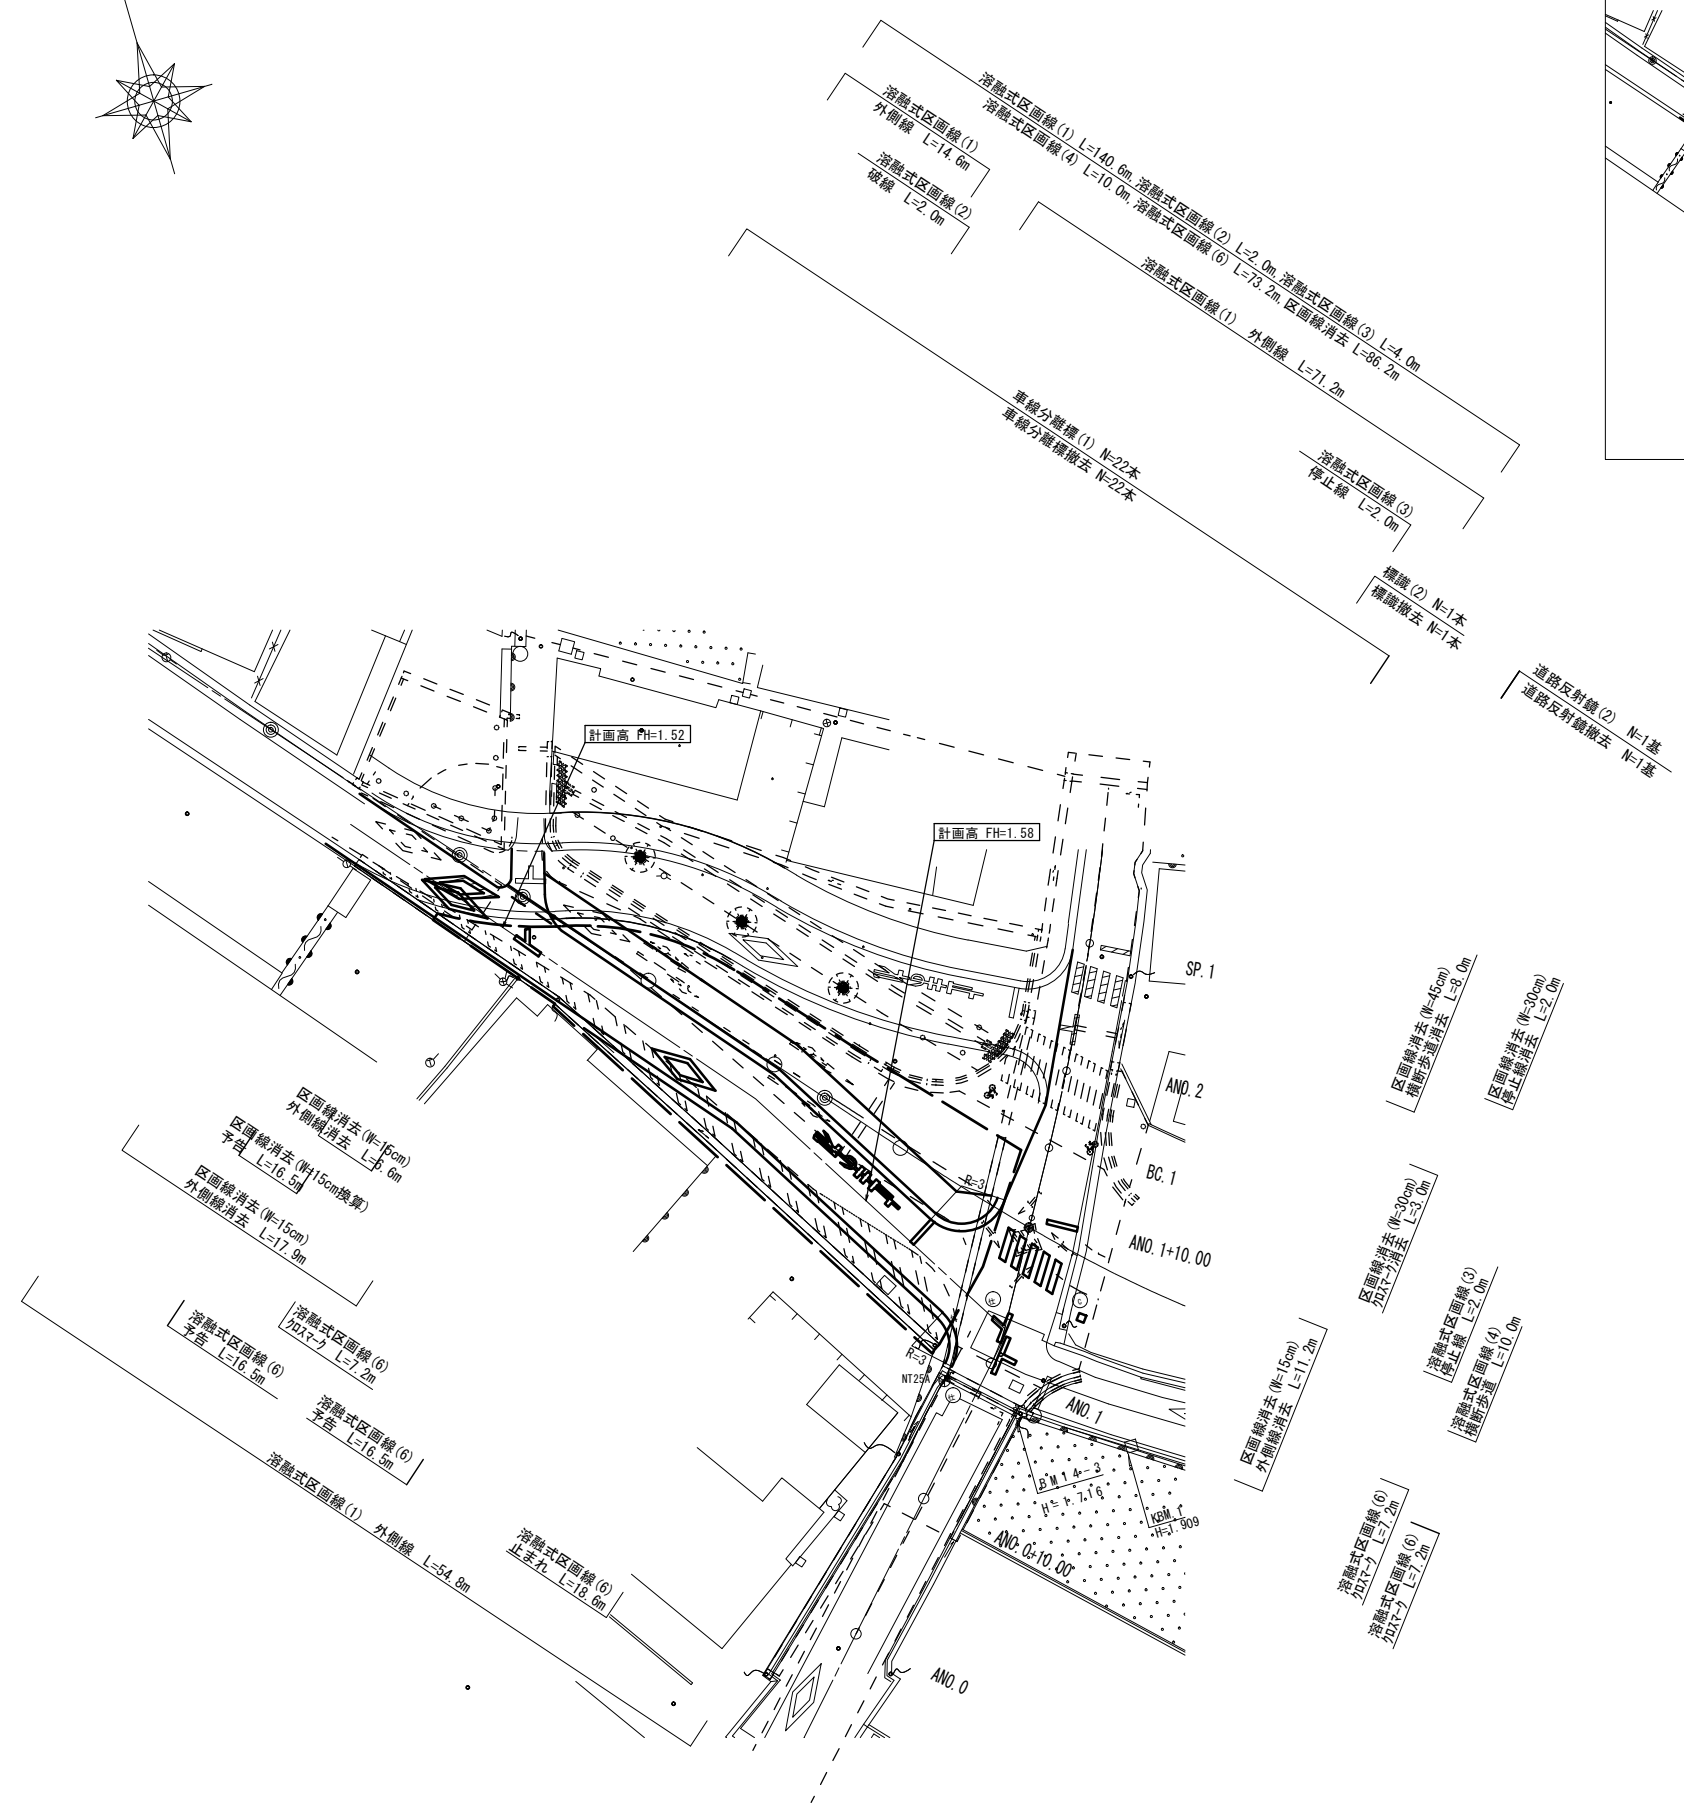 溶融式区画線(1) L=140.6m, 溶融式区画線(2) L=2.0m, 溶融式区画線(3) L=4.0m
溶融式区画線(4) L=10.0m, 溶融式区画線(6) L=73.2m, 区画線消去 L=86.2m
溶融式区画線(1)
外側線 L=14.6m
溶融式区画線(2)
破線 L=2.0m
溶融式区画線(1) 外側線 L=71.2m
車線分離標(1) N=22本
車線分離標撤去 N=22本
溶融式区画線(3)
停止線 L=2.0m
標識(2) N=1本
標識撤去 N=1本
道路反射鏡(2) N=1基
道路反射鏡撤去 N=1基
計画高 FH=1.52
計画高 FH=1.58
止まれ
止まれ
SP.1
ANO.2
BC.1
ANO.1+10.00
R=3
R=3
NT25A
ANO.1
BM14-3
H=1.716
KBM.1
H=1.909
ANO.0+10.00
ANO.0
区画線消去(W=15cm)
外側線消去 L=6.6m
区画線消去(W=15cm換算)
予告 L=16.5m
区画線消去(W=15cm)
外側線消去 L=17.9m
溶融式区画線(6)
予告 L=16.5m
溶融式区画線(6)
クロスマーク L=7.2m
溶融式区画線(6)
予告 L=16.5m
溶融式区画線(1) 外側線 L=54.8m
溶融式区画線(6)
止まれ L=18.6m
区画線消去(W=45cm)
横断歩道消去 L=8.0m
区画線消去(W=30cm)
停止線消去 L=2.0m
区画線消去(W=30cm)
クロスマーク消去 L=3.0m
溶融式区画線(3)
停止線 L=2.0m
溶融式区画線(4)
横断歩道 L=10.0m
区画線消去(W=15cm)
外側線消去 L=11.2m
溶融式区画線(6)
クロスマーク L=7.2m
溶融式区画線(6)
クロスマーク L=7.2m